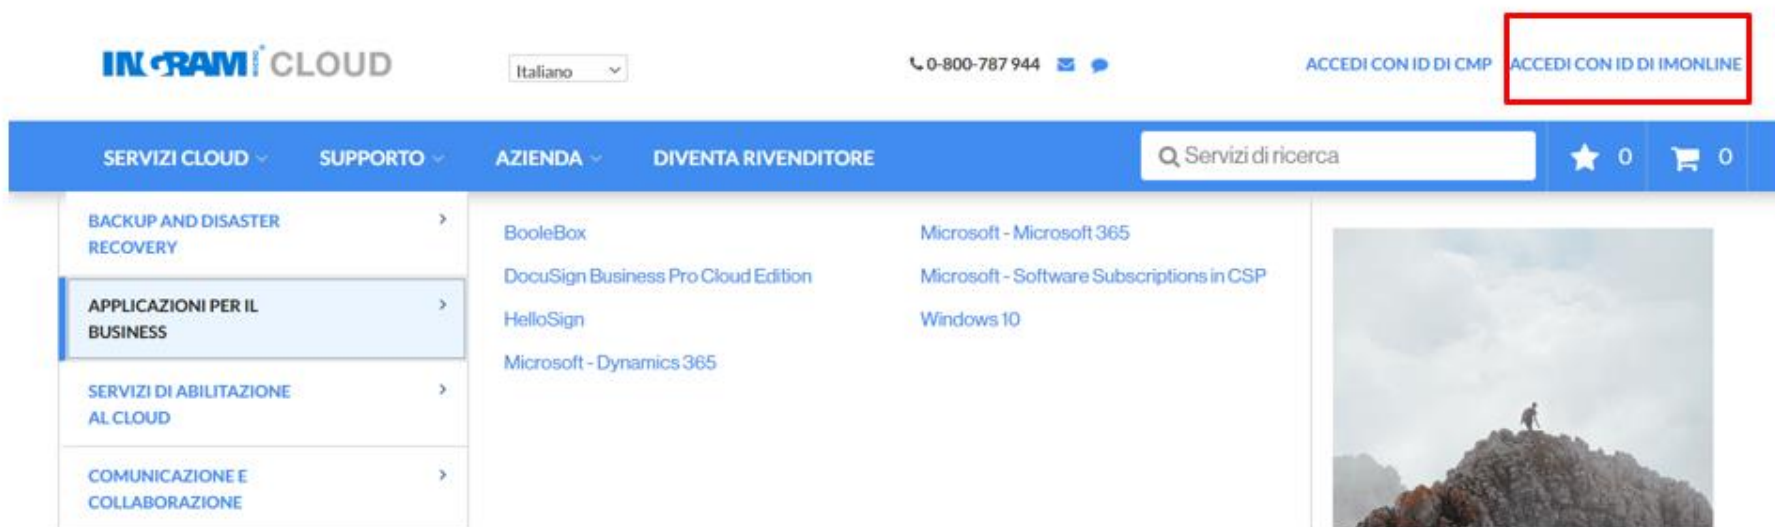 INGRAM MICRO® CLOUD
Italiano
0-800-787 944
ACCEDI CON ID DI CMP
ACCEDI CON ID DI IMONLINE
SERVIZI CLOUD
SUPPORTO
AZIENDA
DIVENTA RIVENDITORE
Servizi di ricerca
0
0
BACKUP AND DISASTER
RECOVERY
APPLICAZIONI PER IL
BUSINESS
SERVIZI DI ABILITAZIONE
AL CLOUD
COMUNICAZIONE E
COLLABORAZIONE
BooleBox
DocuSign Business Pro Cloud Edition
HelloSign
Microsoft - Dynamics 365
Microsoft - Microsoft 365
Microsoft - Software Subscriptions in CSP
Windows 10